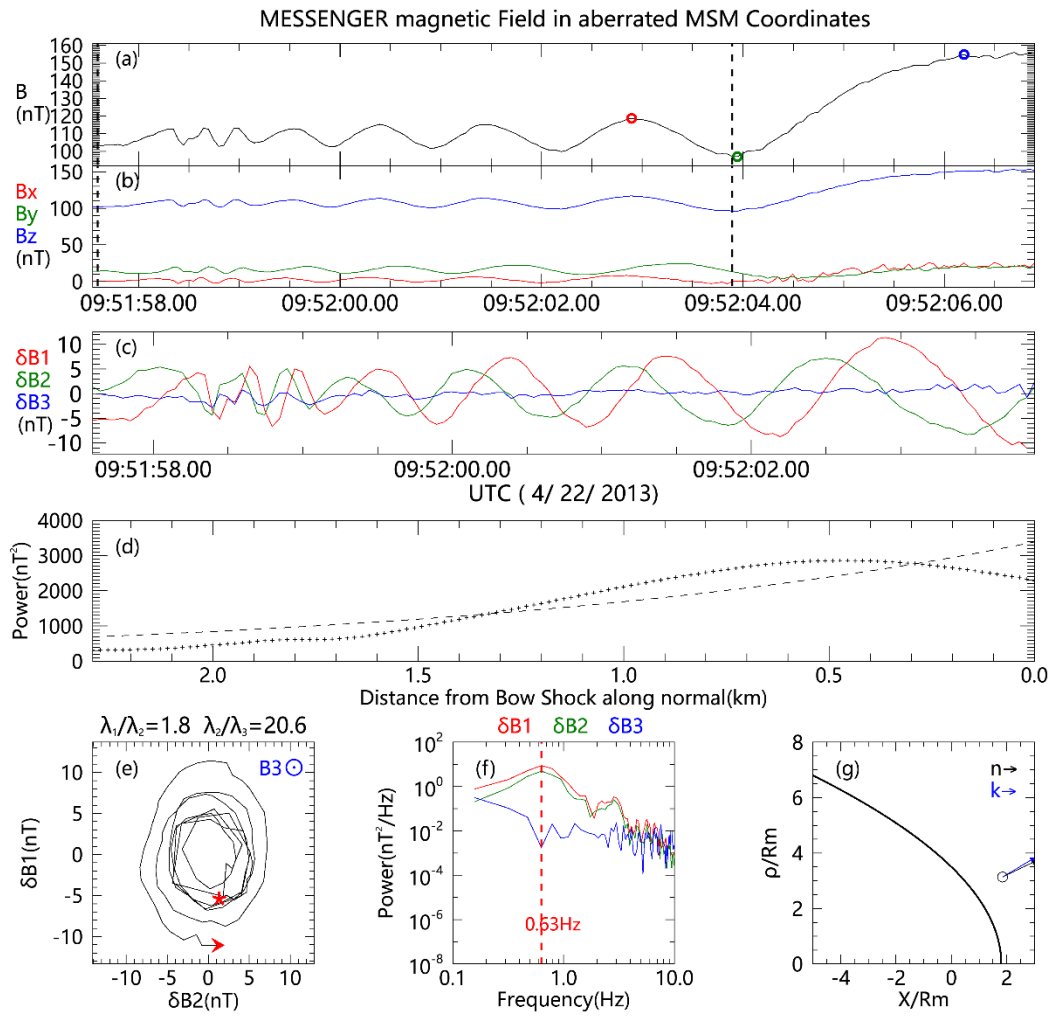 MESSENGER magnetic Field in aberrated MSM Coordinates
(a)
B
(nT)
160
150
140
130
120
110
100
(b)
Bx
By
Bz
(nT)
150
100
50
0
09:51:58.00 09:52:00.00 09:52:02.00 09:52:04.00 09:52:06.00
(c)
δB1
δB2
δB3
(nT)
10
5
0
-5
-10
09:51:58.00 09:52:00.00 09:52:02.00
UTC ( 4/ 22/ 2013)
(d)
Power(nT²)
4000
3000
2000
1000
0
2.0 1.5 1.0 0.5 0.0
Distance from Bow Shock along normal(km)
λ₁/λ₂=1.8 λ₂/λ₃=20.6
(e)
B3
δB1(nT)
10
5
0
-5
-10
-10 -5 0 5 10
δB2(nT)
δB1 δB2 δB3
(f)
Power(nT²/Hz)
10²
10⁰
10⁻²
10⁻⁴
10⁻⁶
10⁻⁸
0.63Hz
0.1 1.0 10.0
Frequency(Hz)
(g)
n→
k→
ρ/Rm
8
6
4
2
0
-4 -2 0 2
X/Rm